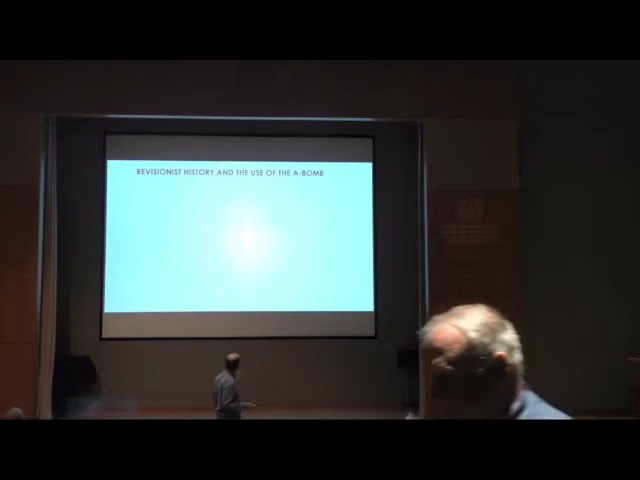 REVISIONIST HISTORY AND THE USE OF THE A-BOMB